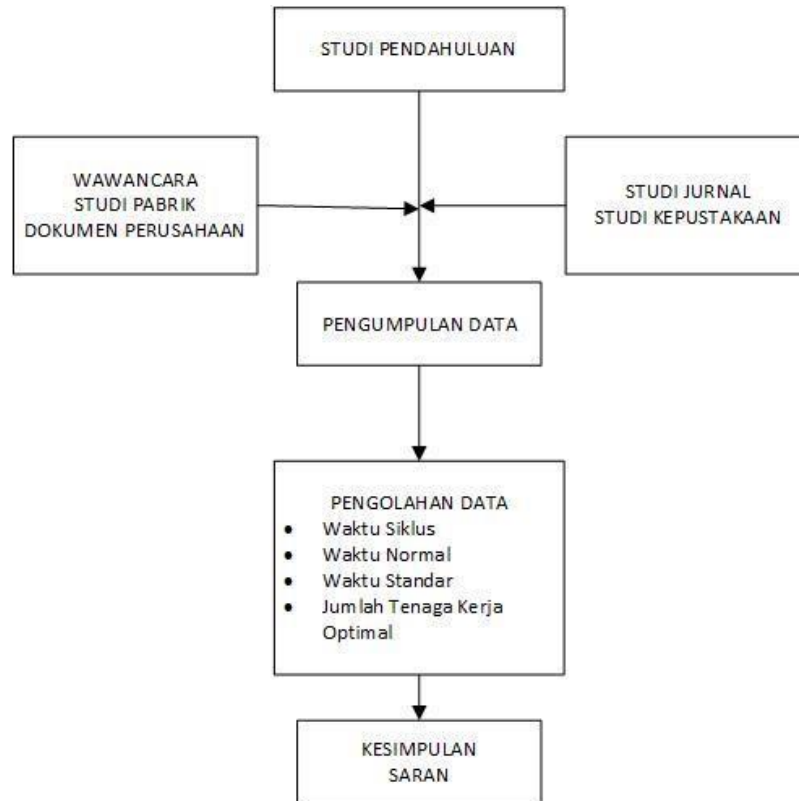 STUDI PENDAHULUAN
WAWANCARA
STUDI PABRIK
DOKUMEN PERUSAHAAN
STUDI JURNAL
STUDI KEPUSTAKAAN
PENGUMPULAN DATA
PENGOLAHAN DATA
• Waktu Siklus
• Waktu Normal
• Waktu Standar
• Jumlah Tenaga Kerja
Optimal
KESIMPULAN
SARAN